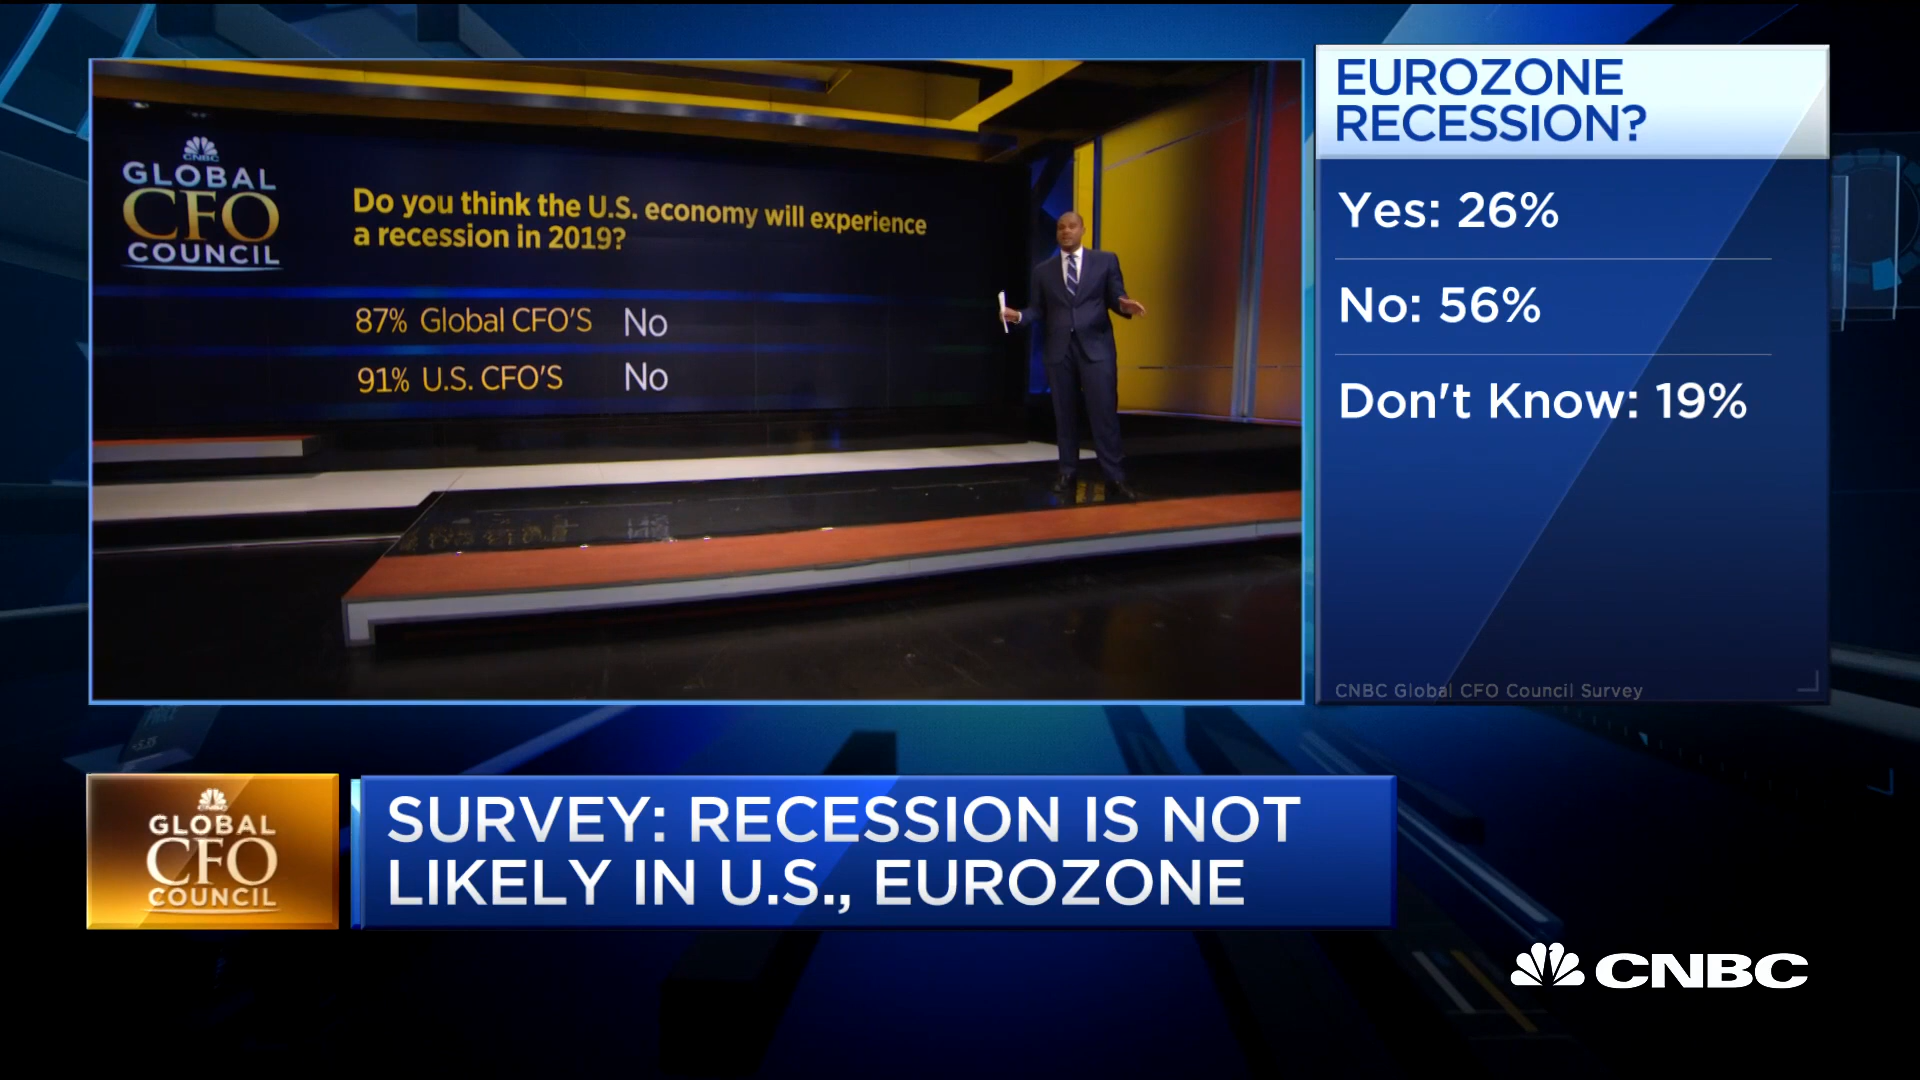 CNBC
GLOBAL
CFO
COUNCIL
Do you think the U.S. economy will experience
a recession in 2019?
87% Global CFO'S No
91% U.S. CFO'S No
EUROZONE
RECESSION?
Yes: 26%
No: 56%
Don't Know: 19%
CNBC Global CFO Council Survey
CNBC
GLOBAL
CFO
COUNCIL
SURVEY: RECESSION IS NOT
LIKELY IN U.S., EUROZONE
CNBC